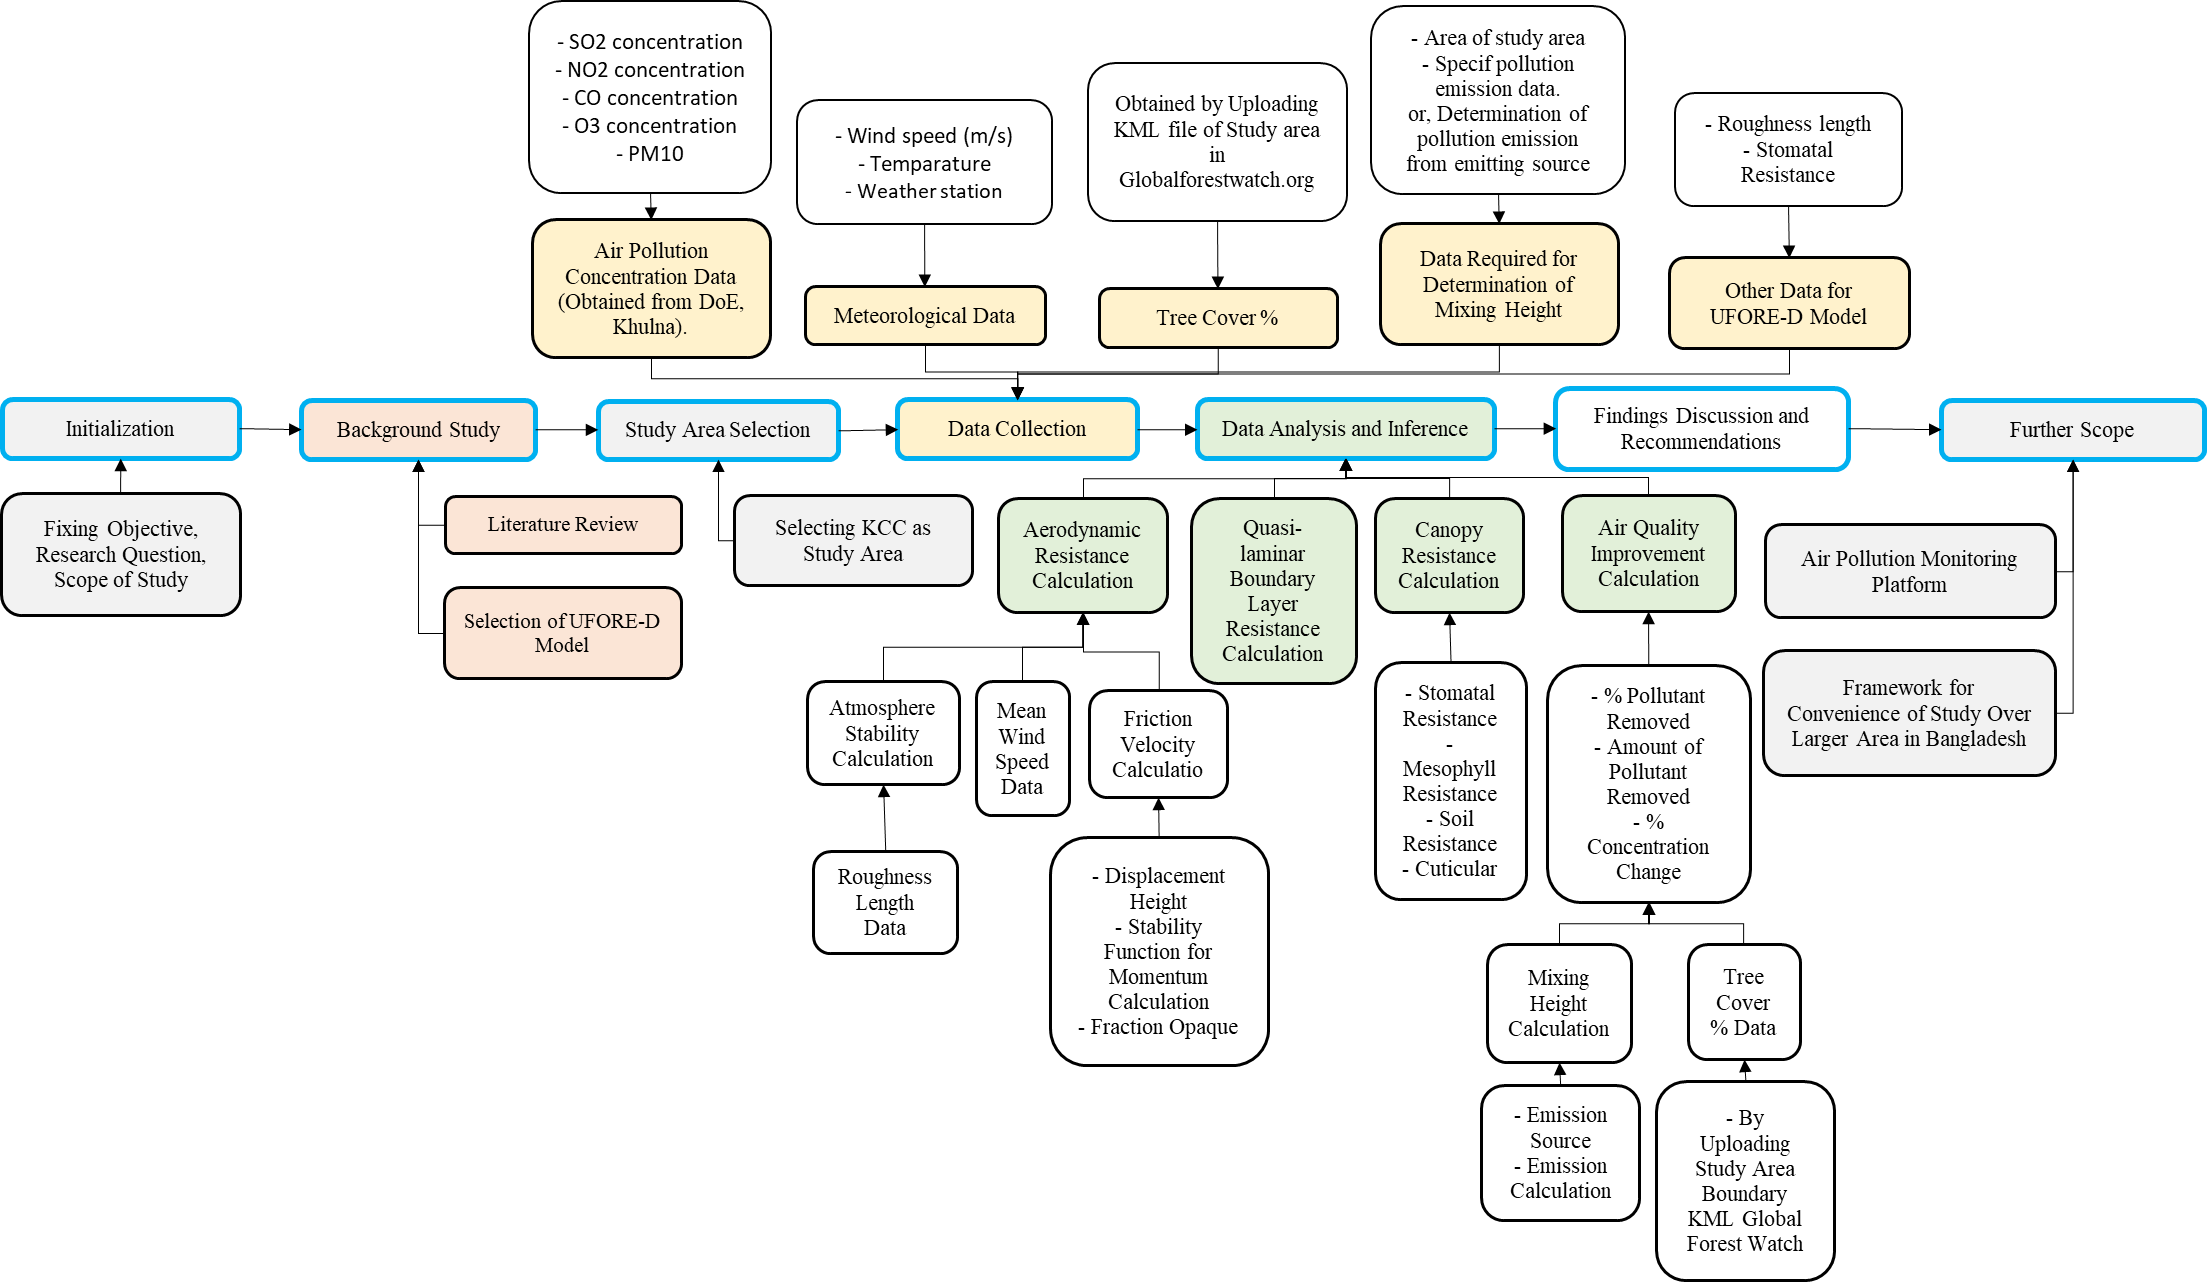 - SO2 concentration
- NO2 concentration
- CO concentration
- O3 concentration
- PM10
- Wind speed (m/s)
- Temparature
- Weather station
Obtained by Uploading
KML file of Study area
in
Globalforestwatch.org
- Area of study area
- Specif pollution
emission data.
or, Determination of
pollution emission
from emitting source
- Roughness length
- Stomatal
Resistance
Air Pollution
Concentration Data
(Obtained from DoE,
Khulna).
Meteorological Data
Tree Cover %
Data Required for
Determination of
Mixing Height
Other Data for
UFORE-D Model
Initialization
Background Study
Study Area Selection
Data Collection
Data Analysis and Inference
Findings Discussion and
Recommendations
Further Scope
Fixing Objective,
Research Question,
Scope of Study
Literature Review
Selection of UFORE-D
Model
Selecting KCC as
Study Area
Aerodynamic
Resistance
Calculation
Quasi-
laminar
Boundary
Layer
Resistance
Calculation
Canopy
Resistance
Calculation
Air Quality
Improvement
Calculation
Air Pollution Monitoring
Platform
Framework for
Convenience of Study Over
Larger Area in Bangladesh
Atmosphere
Stability
Calculation
Mean
Wind
Speed
Data
Friction
Velocity
Calculatio
- Stomatal
Resistance
-
Mesophyll
Resistance
- Soil
Resistance
- Cuticular
- % Pollutant
Removed
- Amount of
Pollutant
Removed
- %
Concentration
Change
Roughness
Length
Data
- Displacement
Height
- Stability
Function for
Momentum
Calculation
- Fraction Opaque
Mixing
Height
Calculation
Tree
Cover
% Data
- Emission
Source
- Emission
Calculation
- By
Uploading
Study Area
Boundary
KML Global
Forest Watch